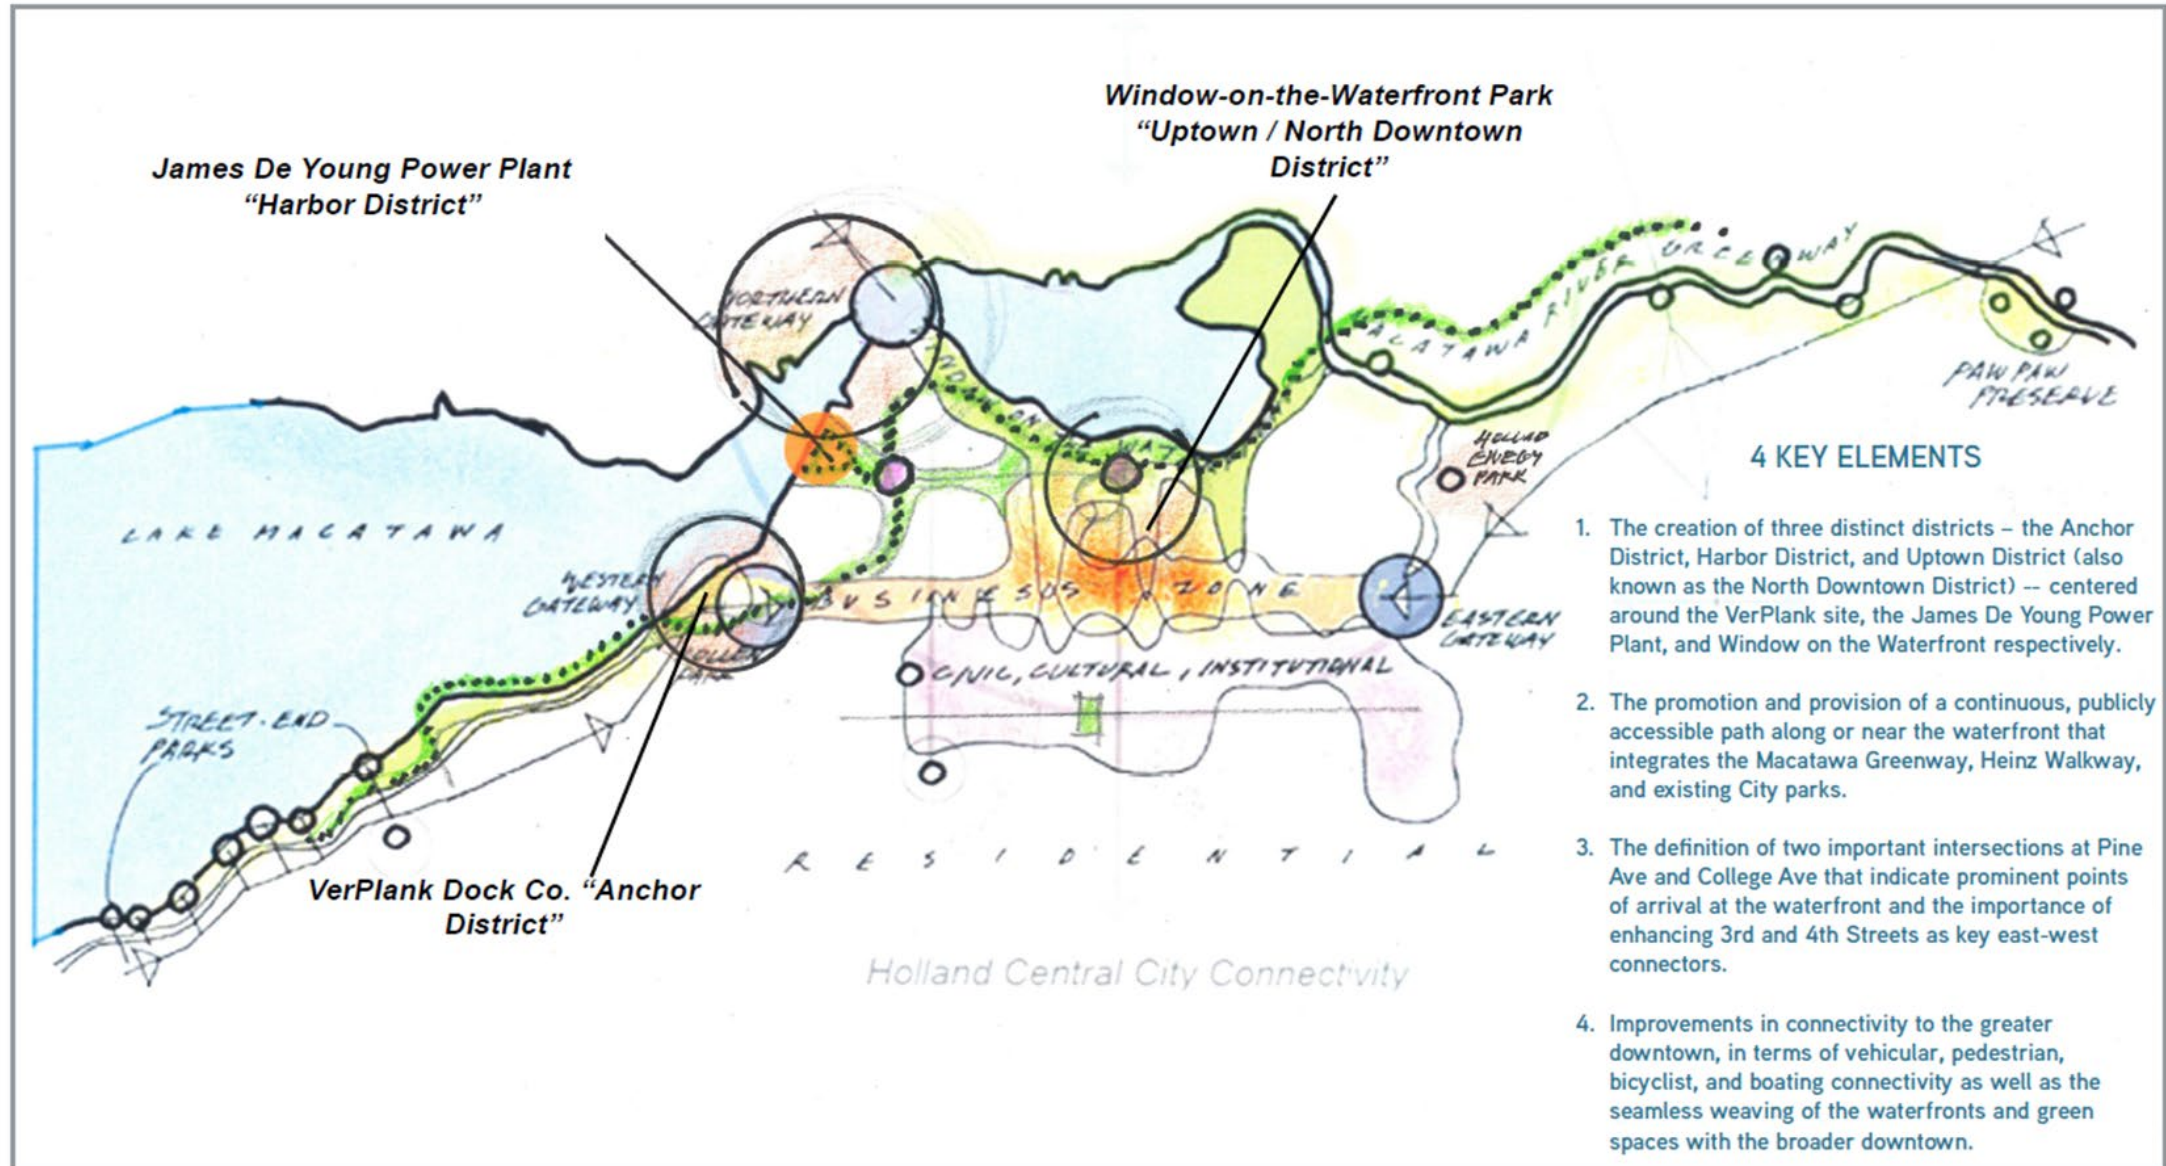 Window-on-the-Waterfront Park
“Uptown / North Downtown
District”
James De Young Power Plant
“Harbor District”
NORTHERN
GATEWAY
MACATAWA RIVER GREENWAY
PAW PAW
PRESERVE
WINDOW ON THE WATER
HOLLAND
ENERGY
PARK
LAKE MACATAWA
WESTERN
GATEWAY
BUSINESS ZONE
EASTERN
GATEWAY
KOLLEN
PARK
CIVIC, CULTURAL, INSTITUTIONAL
STREET-END
PARKS
RESIDENTIAL
VerPlank Dock Co. “Anchor
District”
Holland Central City Connectivity
4 KEY ELEMENTS
1. The creation of three distinct districts – the Anchor
District, Harbor District, and Uptown District (also
known as the North Downtown District) -- centered
around the VerPlank site, the James De Young Power
Plant, and Window on the Waterfront respectively.
2. The promotion and provision of a continuous, publicly
accessible path along or near the waterfront that
integrates the Macatawa Greenway, Heinz Walkway,
and existing City parks.
3. The definition of two important intersections at Pine
Ave and College Ave that indicate prominent points
of arrival at the waterfront and the importance of
enhancing 3rd and 4th Streets as key east-west
connectors.
4. Improvements in connectivity to the greater
downtown, in terms of vehicular, pedestrian,
bicyclist, and boating connectivity as well as the
seamless weaving of the waterfronts and green
spaces with the broader downtown.